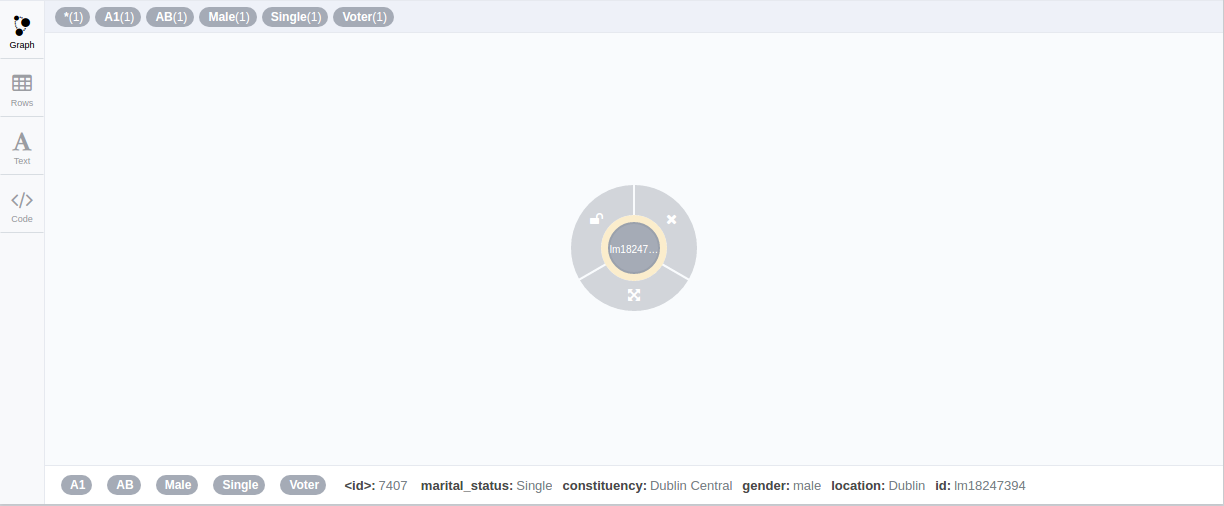 *(1) A1(1) AB(1) Male(1) Single(1) Voter(1)
Graph
Rows
Text
Code
lm18247...
A1 AB Male Single Voter <id>: 7407 marital_status: Single constituency: Dublin Central gender: male location: Dublin id: lm18247394